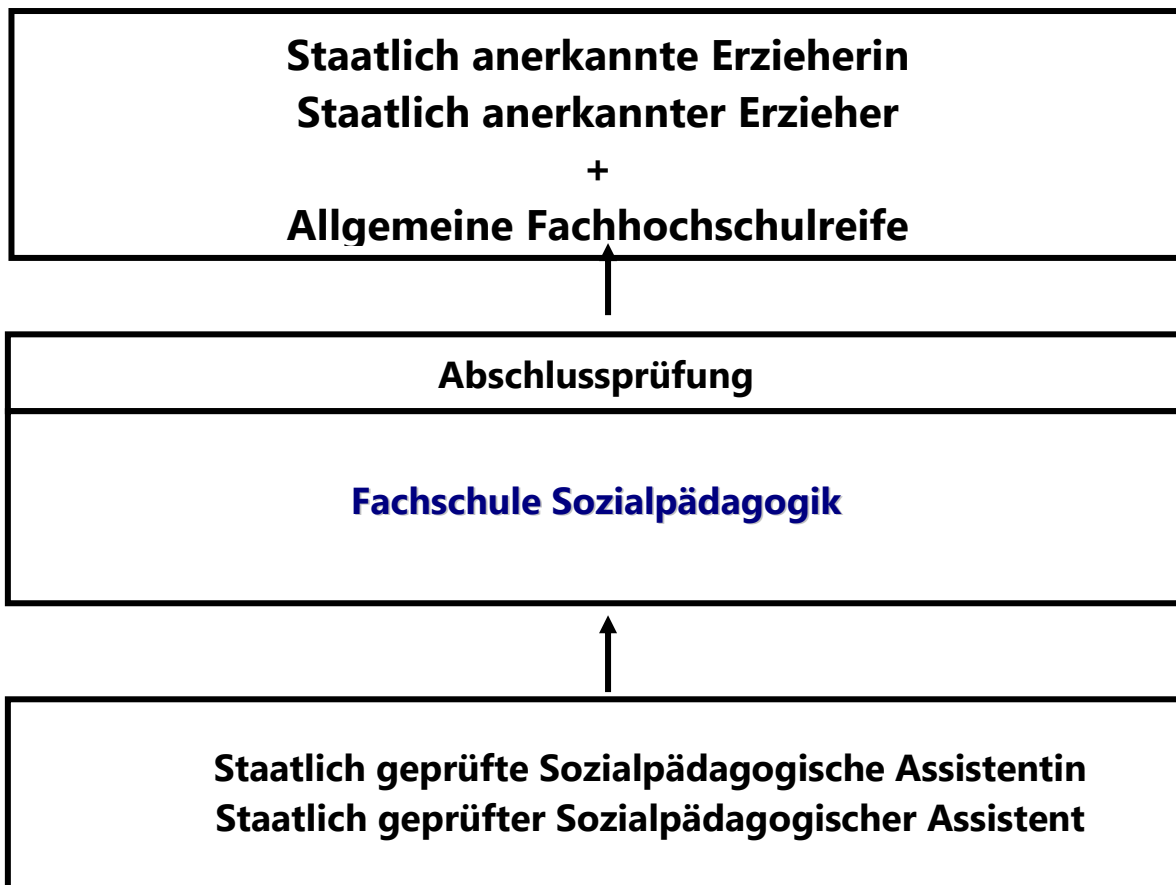 Staatlich anerkannte Erzieherin
Staatlich anerkannter Erzieher
+
Allgemeine Fachhochschulreife
Abschlussprüfung
Fachschule Sozialpädagogik
Staatlich geprüfte Sozialpädagogische Assistentin
Staatlich geprüfter Sozialpädagogischer Assistent